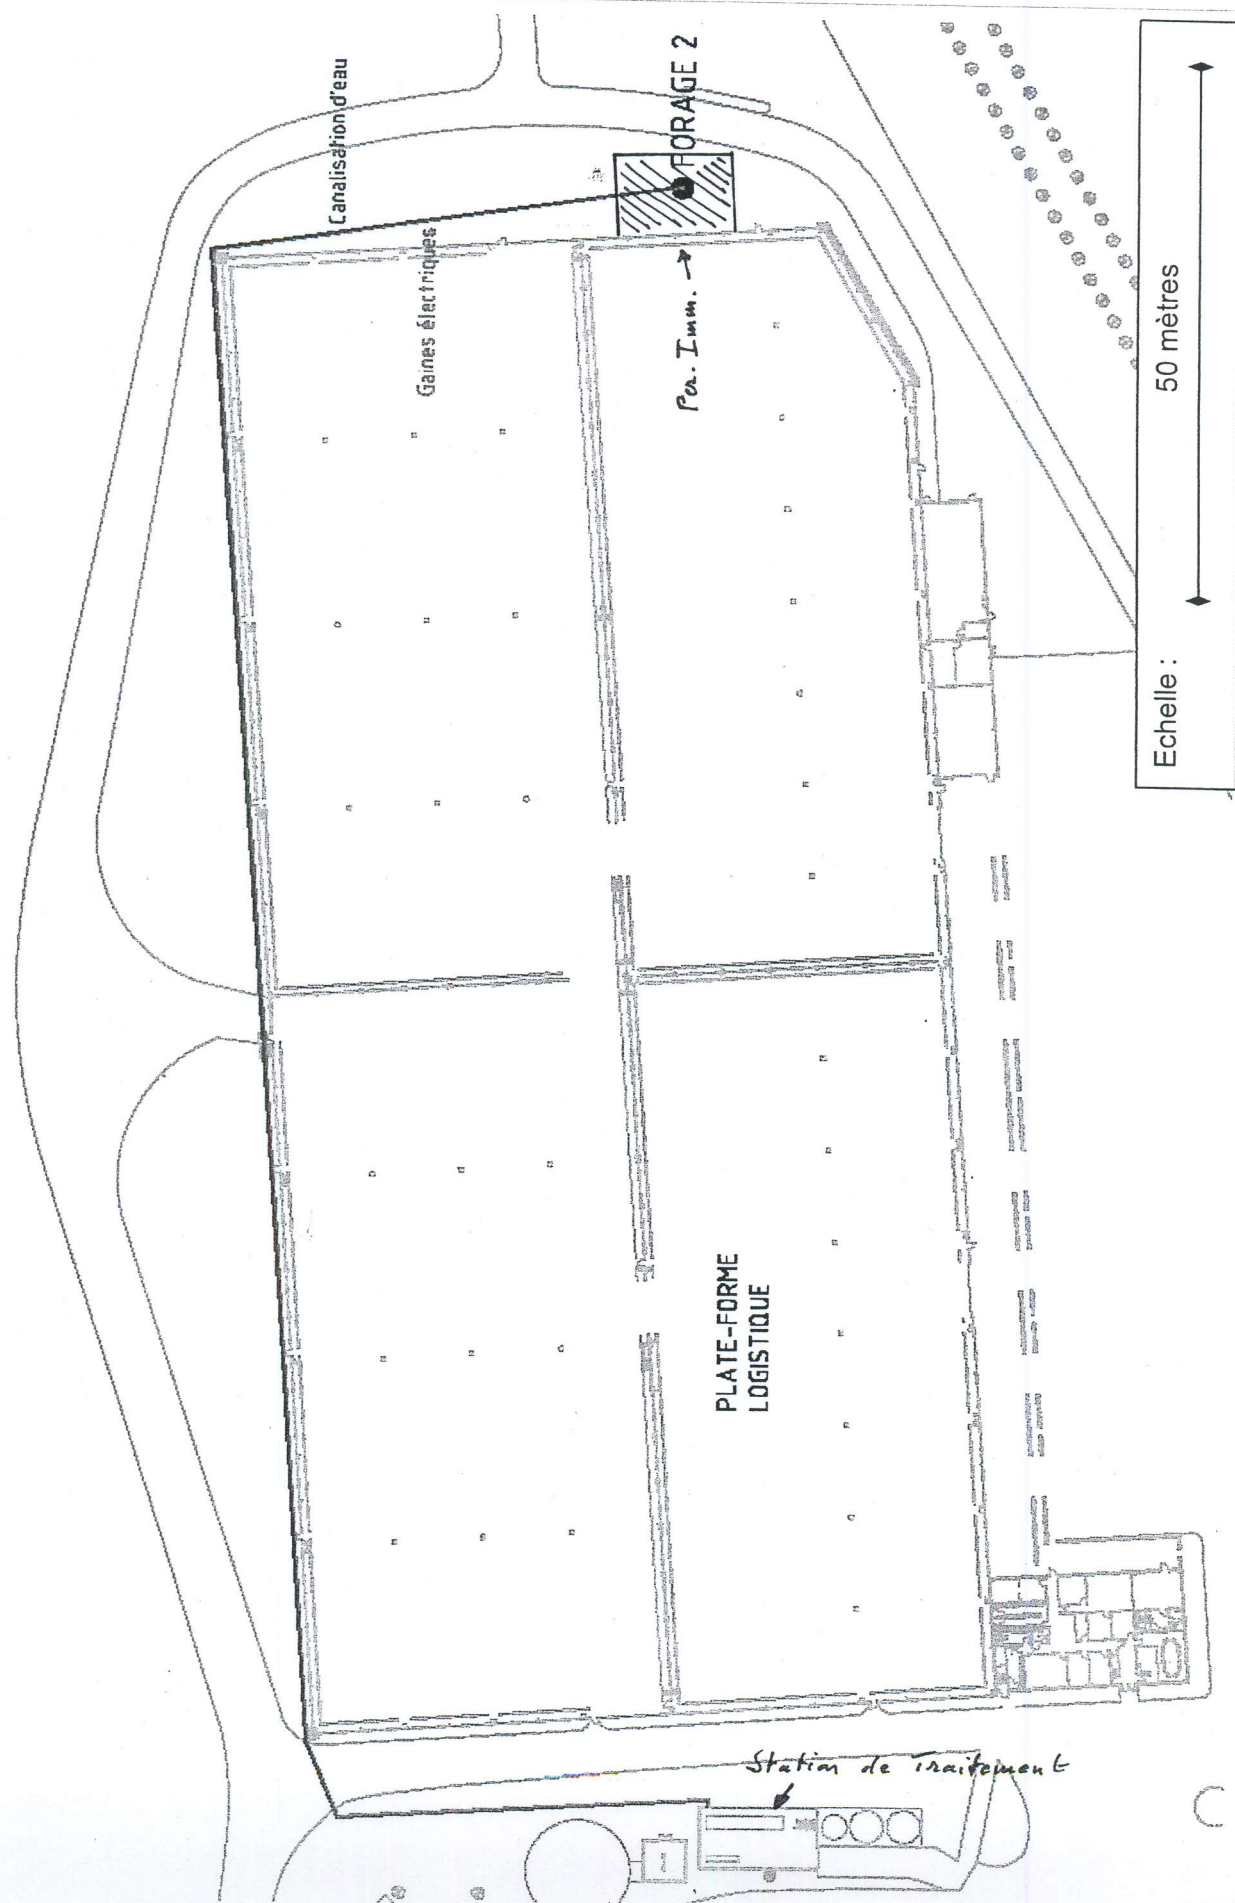 Canalisation d'eau
FORAGE 2
Gaines électriques
Per. Imm. →
PLATE-FORME
LOGISTIQUE
Station de Traitement
Echelle :
50 mètres